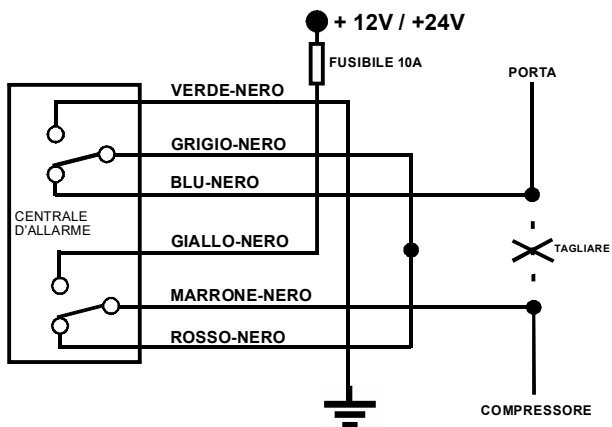 + 12V / +24V
FUSIBILE 10A
PORTA
VERDE-NERO
GRIGIO-NERO
BLU-NERO
CENTRALE
D'ALLARME
GIALLO-NERO
TAGLIARE
MARRONE-NERO
ROSSO-NERO
COMPRESSORE